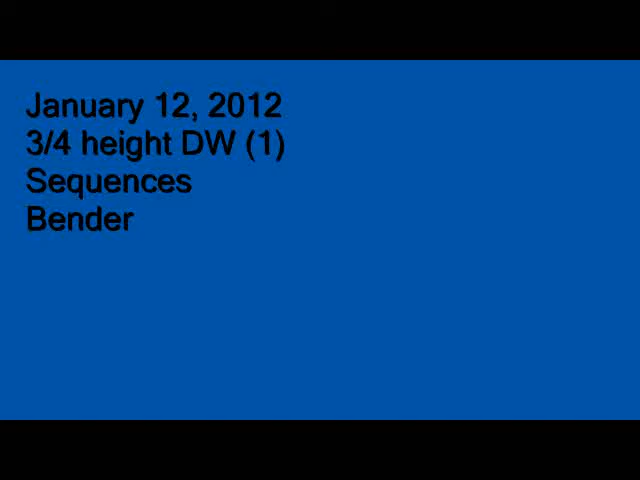 January 12, 2012
3/4 height DW (1)
Sequences
Bender